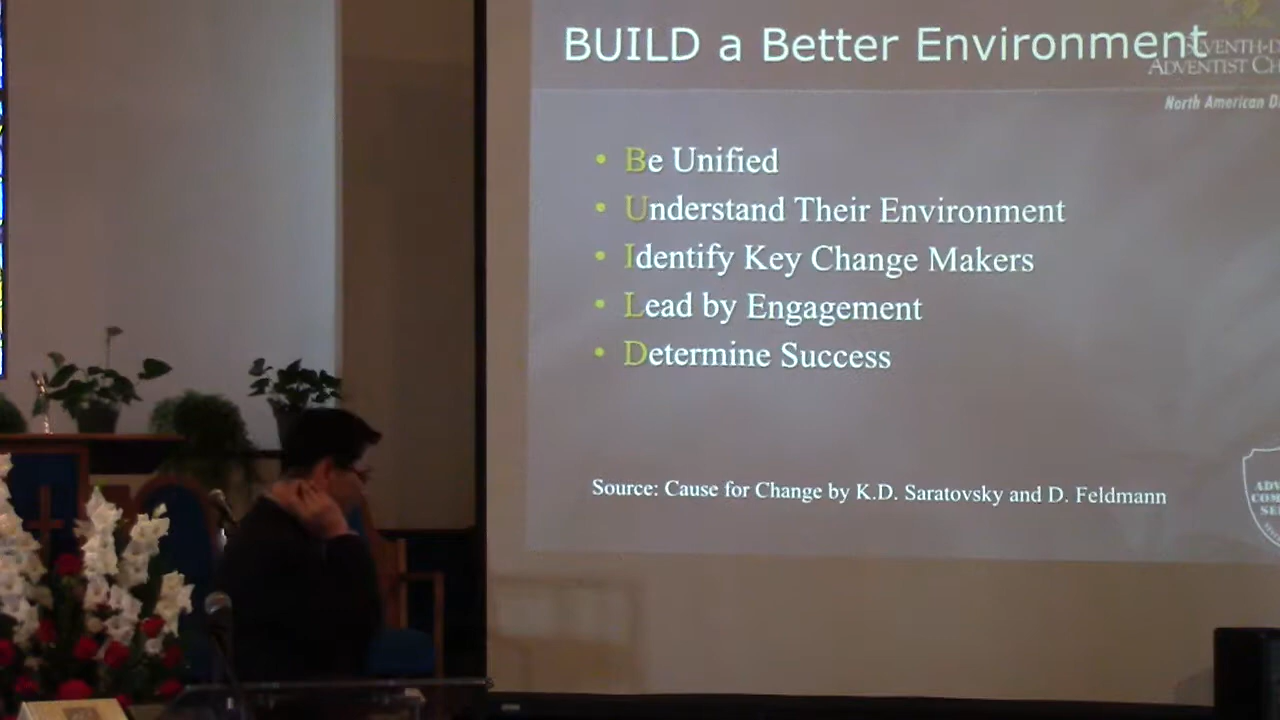 BUILD a Better Environment
ADVENTIST
North American
• Be Unified
• Understand Their Environment
• Identify Key Change Makers
• Lead by Engagement
• Determine Success
Source: Cause for Change by K.D. Saratovsky and D. Feldmann